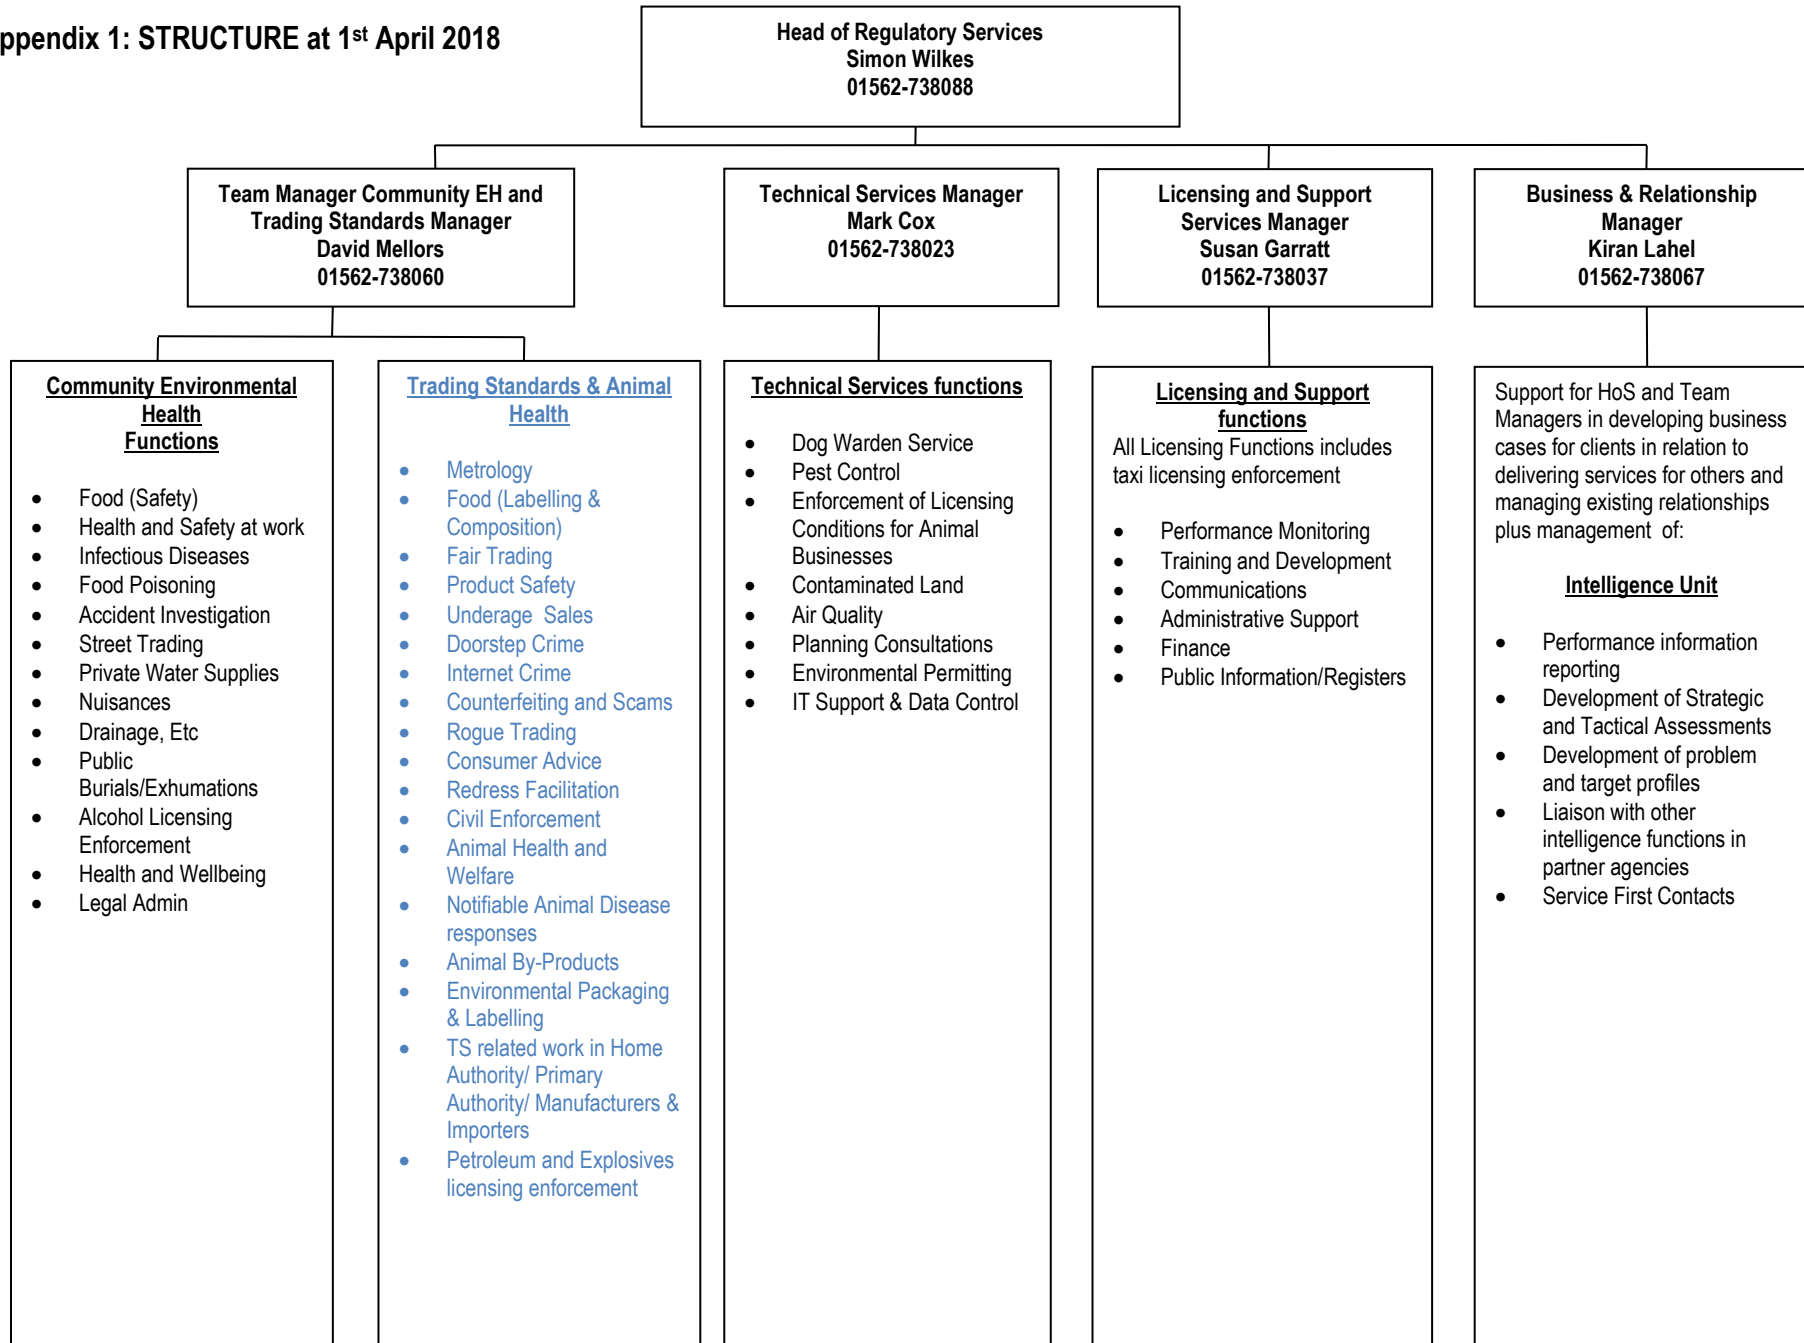 ppendix 1: STRUCTURE at 1st April 2018
Head of Regulatory Services
Simon Wilkes
01562-738088
Team Manager Community EH and
Trading Standards Manager
David Mellors
01562-738060
Technical Services Manager
Mark Cox
01562-738023
Licensing and Support
Services Manager
Susan Garratt
01562-738037
Business & Relationship
Manager
Kiran Lahel
01562-738067
Community Environmental
Health
Functions
• Food (Safety)
• Health and Safety at work
• Infectious Diseases
• Food Poisoning
• Accident Investigation
• Street Trading
• Private Water Supplies
• Nuisances
• Drainage, Etc
• Public
Burials/Exhumations
• Alcohol Licensing
Enforcement
• Health and Wellbeing
• Legal Admin
Trading Standards & Animal
Health
• Metrology
• Food (Labelling &
Composition)
• Fair Trading
• Product Safety
• Underage Sales
• Doorstep Crime
• Internet Crime
• Counterfeiting and Scams
• Rogue Trading
• Consumer Advice
• Redress Facilitation
• Civil Enforcement
• Animal Health and
Welfare
• Notifiable Animal Disease
responses
• Animal By-Products
• Environmental Packaging
& Labelling
• TS related work in Home
Authority/ Primary
Authority/ Manufacturers &
Importers
• Petroleum and Explosives
licensing enforcement
Technical Services functions
• Dog Warden Service
• Pest Control
• Enforcement of Licensing
Conditions for Animal
Businesses
• Contaminated Land
• Air Quality
• Planning Consultations
• Environmental Permitting
• IT Support & Data Control
Licensing and Support
functions
All Licensing Functions includes
taxi licensing enforcement
• Performance Monitoring
• Training and Development
• Communications
• Administrative Support
• Finance
• Public Information/Registers
Support for HoS and Team
Managers in developing business
cases for clients in relation to
delivering services for others and
managing existing relationships
plus management of:
Intelligence Unit
• Performance information
reporting
• Development of Strategic
and Tactical Assessments
• Development of problem
and target profiles
• Liaison with other
intelligence functions in
partner agencies
• Service First Contacts